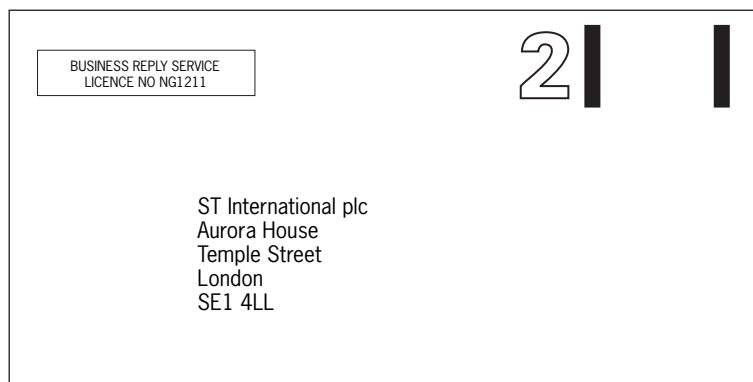 BUSINESS REPLY SERVICE
LICENCE NO NG1211
2
ST International plc
Aurora House
Temple Street
London
SE1 4LL